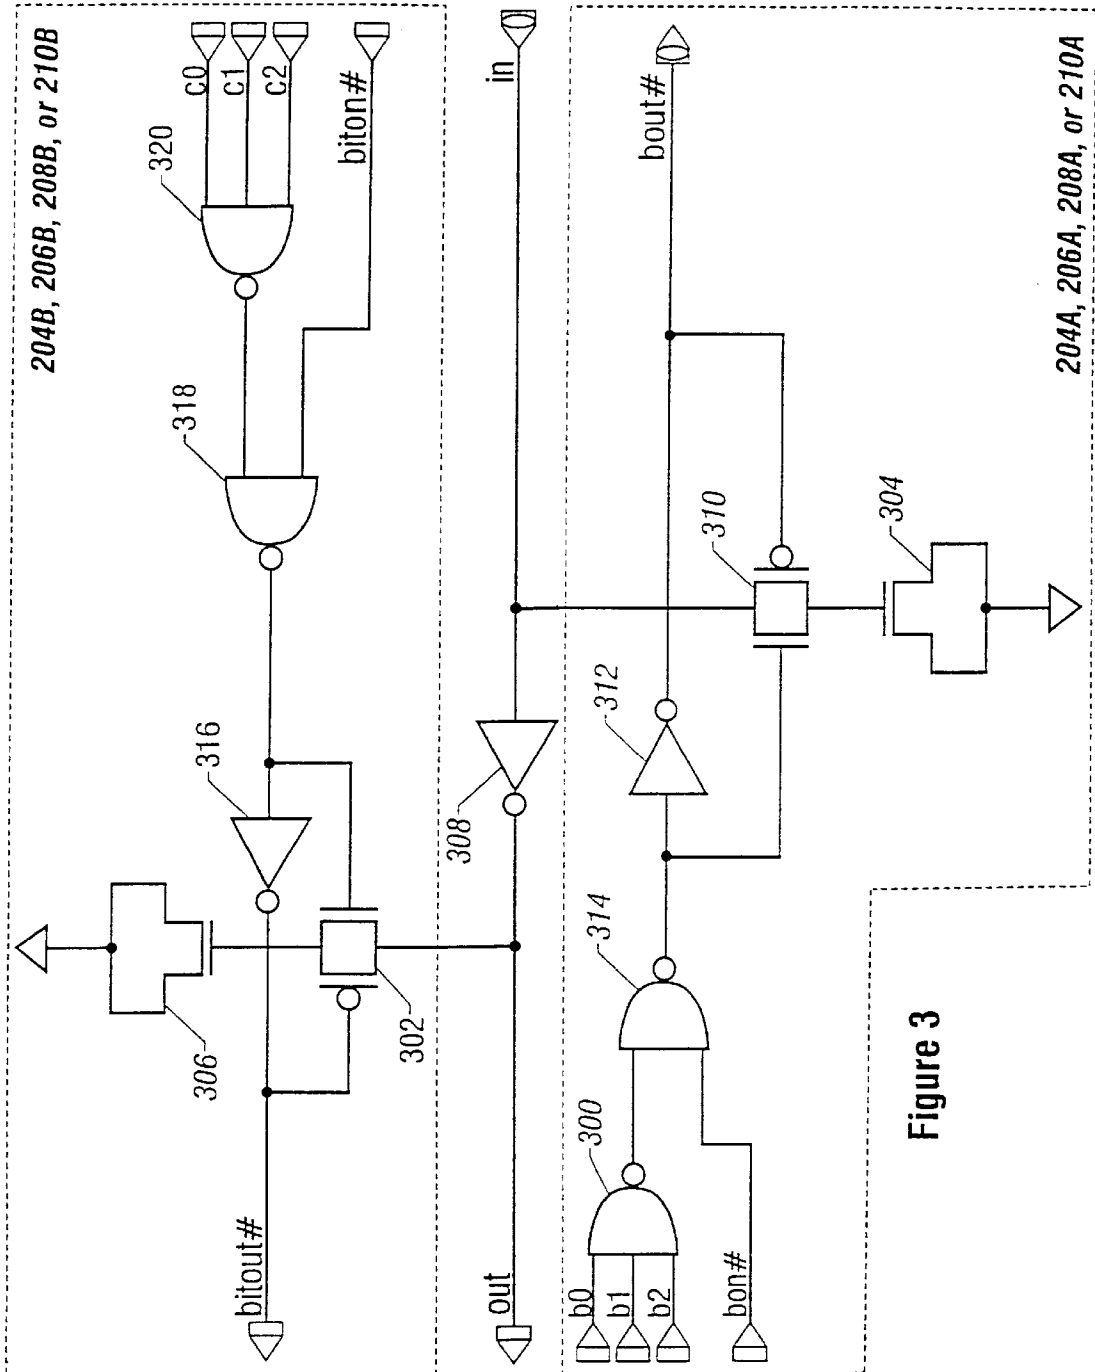 204B, 206B, 208B, or 210B
c0
c1
c2
biton#
320
318
316
306
302
bitout#
in
308
out
bout#
310
304
312
314
300
b0
b1
b2
bon#
204A, 206A, 208A, or 210A
Figure 3